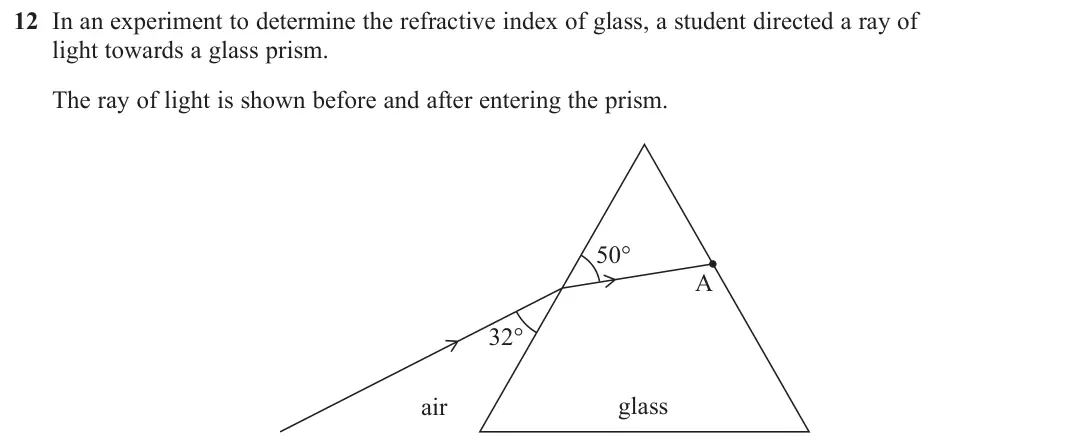 12 In an experiment to determine the refractive index of glass, a student directed a ray of
light towards a glass prism.
The ray of light is shown before and after entering the prism.
50°
A
32°
air
glass